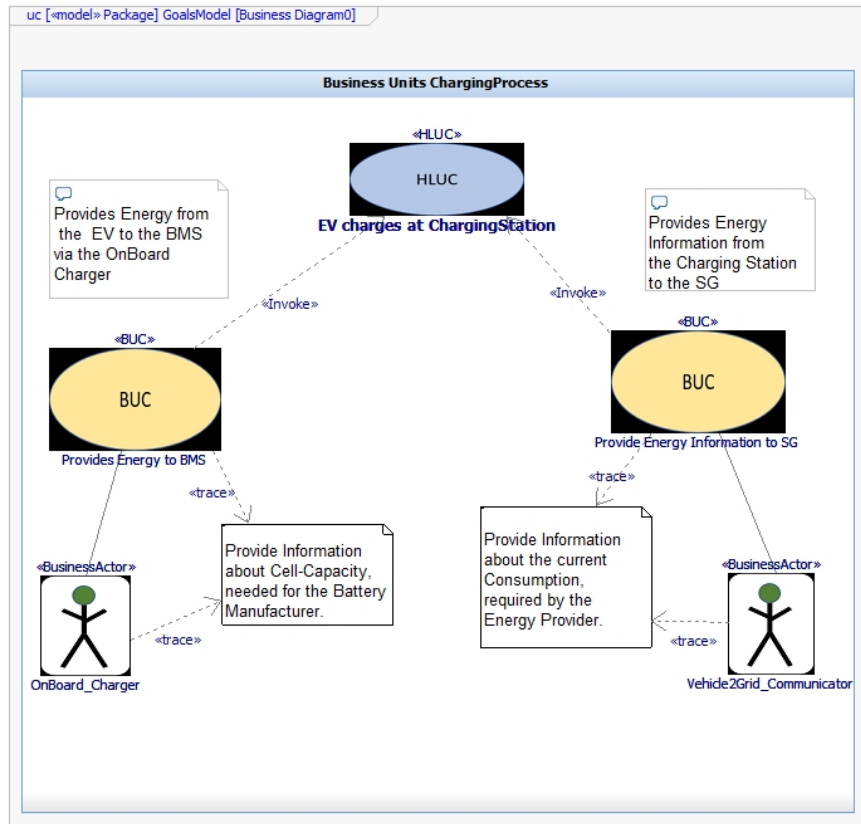 uc [«model» Package] GoalsModel [Business Diagram0]
Business Units ChargingProcess
«HLUC»
HLUC
EV charges at ChargingStation
Provides Energy from
the EV to the BMS
via the OnBoard
Charger
Provides Energy
Information from
the Charging Station
to the SG
«Invoke»
«Invoke»
«BUC»
BUC
Provides Energy to BMS
«BUC»
BUC
Provide Energy Information to SG
«trace»
«trace»
Provide Information
about Cell-Capacity,
needed for the Battery
Manufacturer.
Provide Information
about the current
Consumption,
required by the
Energy Provider.
«BusinessActor»
«trace»
OnBoard_Charger
«BusinessActor»
«trace»
Vehicle2Grid_Communicator